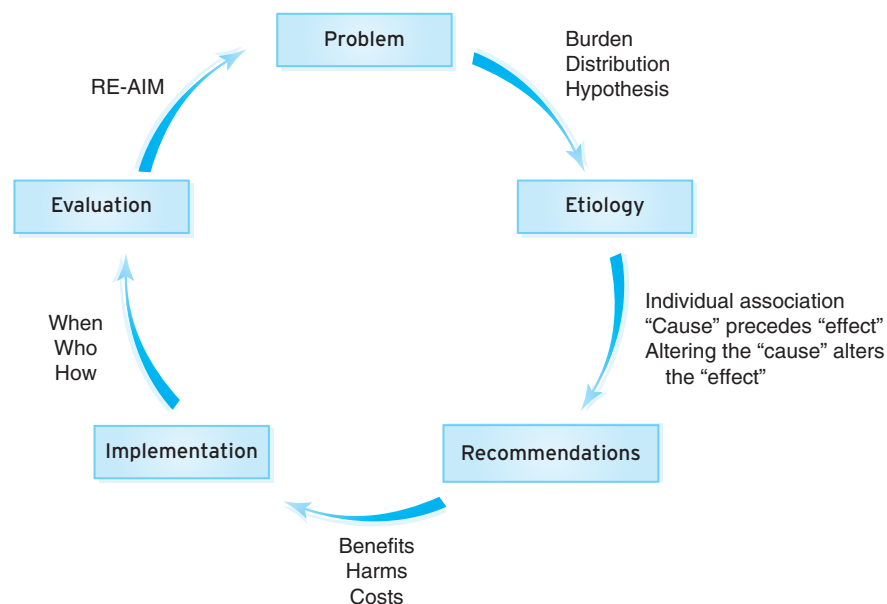 Problem
Burden
Distribution
Hypothesis
Etiology
Individual association
“Cause” precedes “effect”
Altering the “cause” alters
the “effect”
Recommendations
Benefits
Harms
Costs
Implementation
When
Who
How
Evaluation
RE-AIM